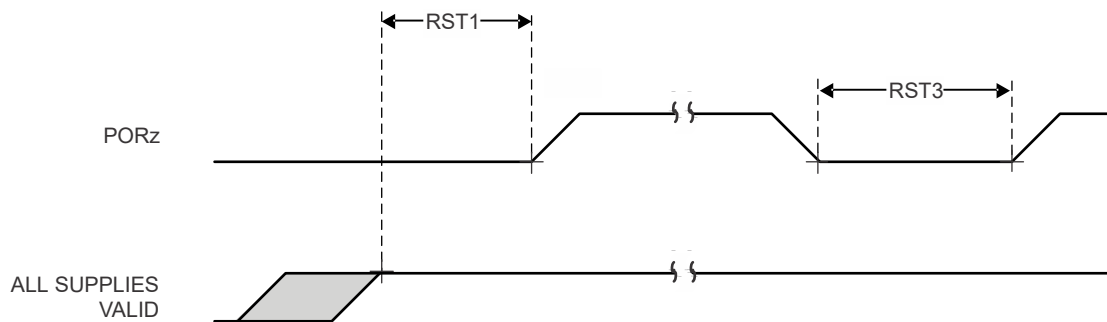 RST1
RST3
PORz
ALL SUPPLIES
VALID